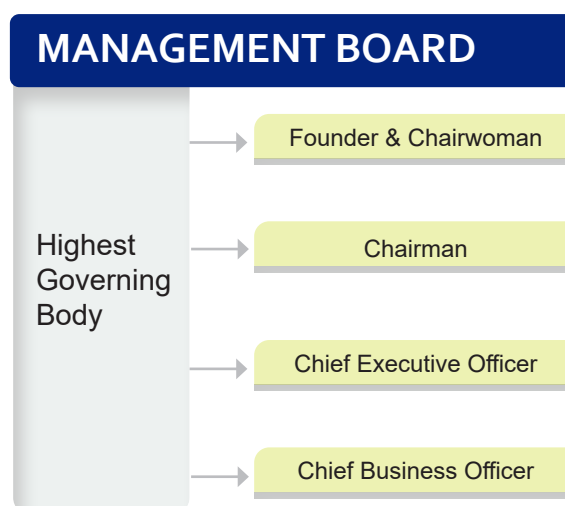 MANAGEMENT BOARD
Highest
Governing
Body
Founder & Chairwoman
Chairman
Chief Executive Officer
Chief Business Officer